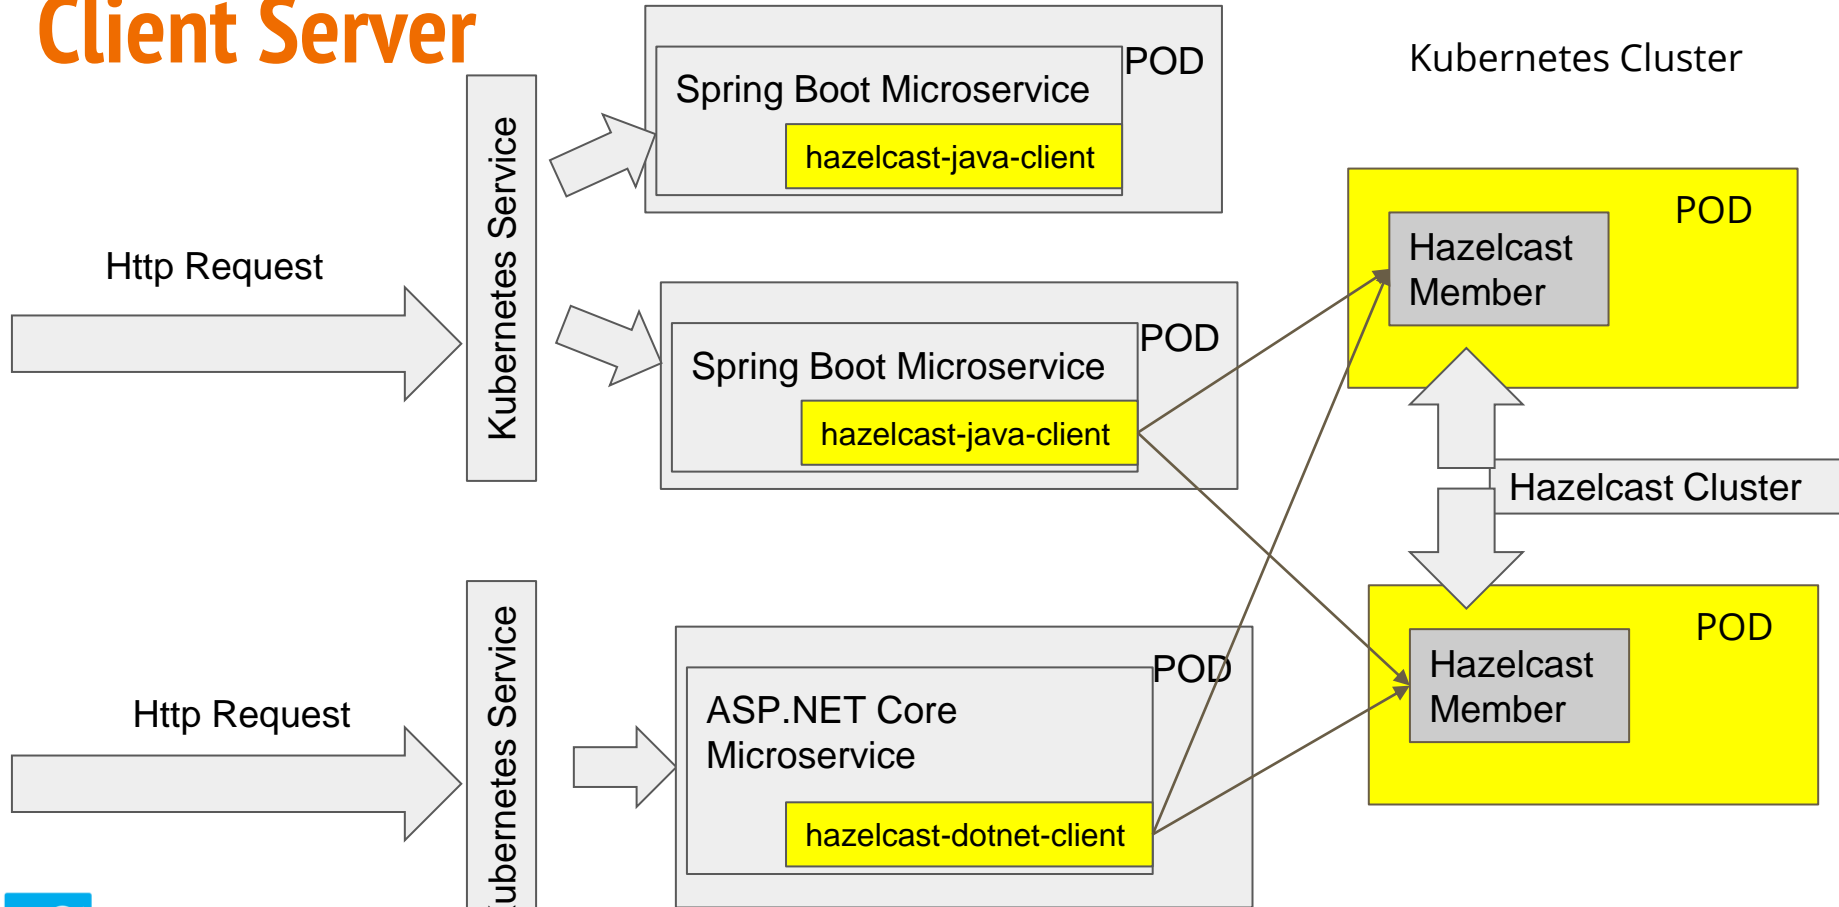 Client Server
Kubernetes Cluster
POD
Spring Boot Microservice
hazelcast-java-client
Kubernetes Service
Http Request
POD
Spring Boot Microservice
hazelcast-java-client
POD
Hazelcast
Member
Hazelcast Cluster
POD
Hazelcast
Member
Http Request
ubernetes Service
POD
ASP.NET Core
Microservice
hazelcast-dotnet-client